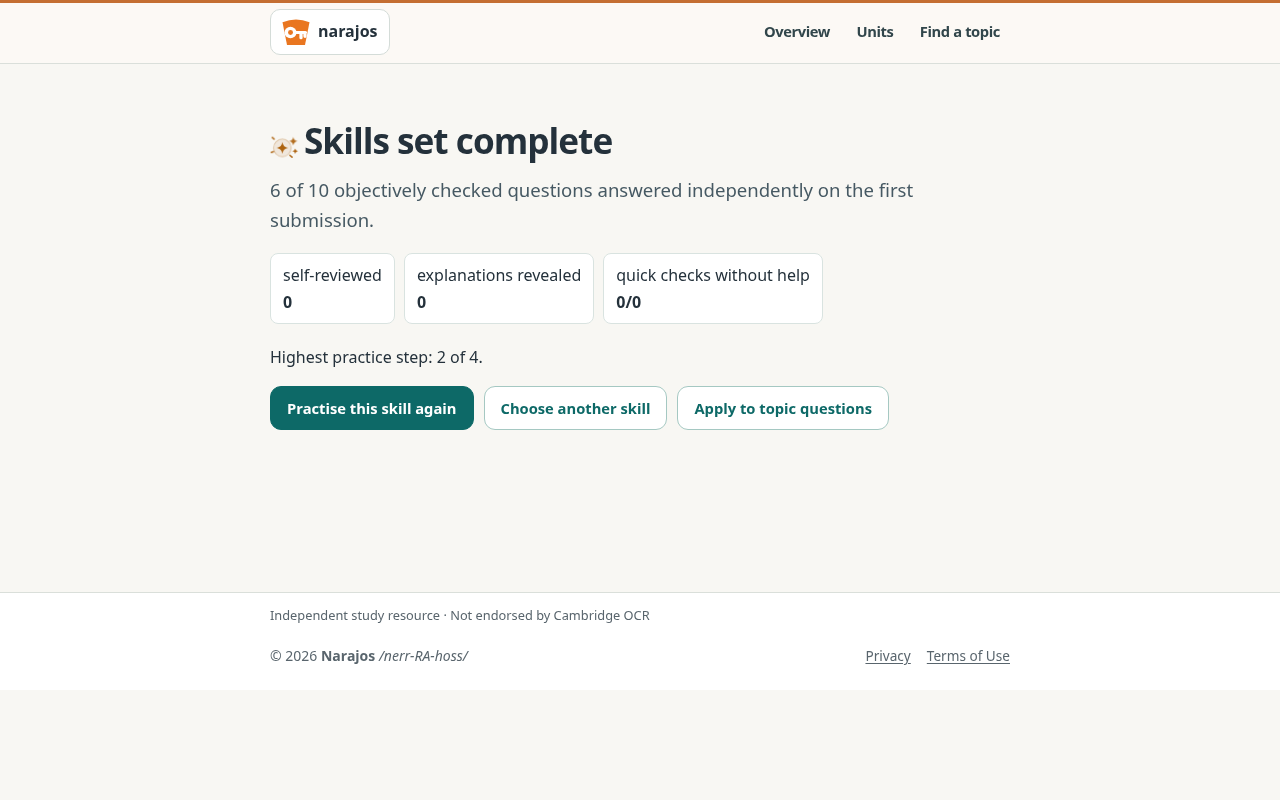 narajos
Overview
Units
Find a topic
Skills set complete
6 of 10 objectively checked questions answered independently on the first
submission.
self-reviewed
0
explanations revealed
0
quick checks without help
0/0
Highest practice step: 2 of 4.
Practise this skill again
Choose another skill
Apply to topic questions
Independent study resource · Not endorsed by Cambridge OCR
© 2026 Narajos /nerr-RA-hoss/
Privacy
Terms of Use